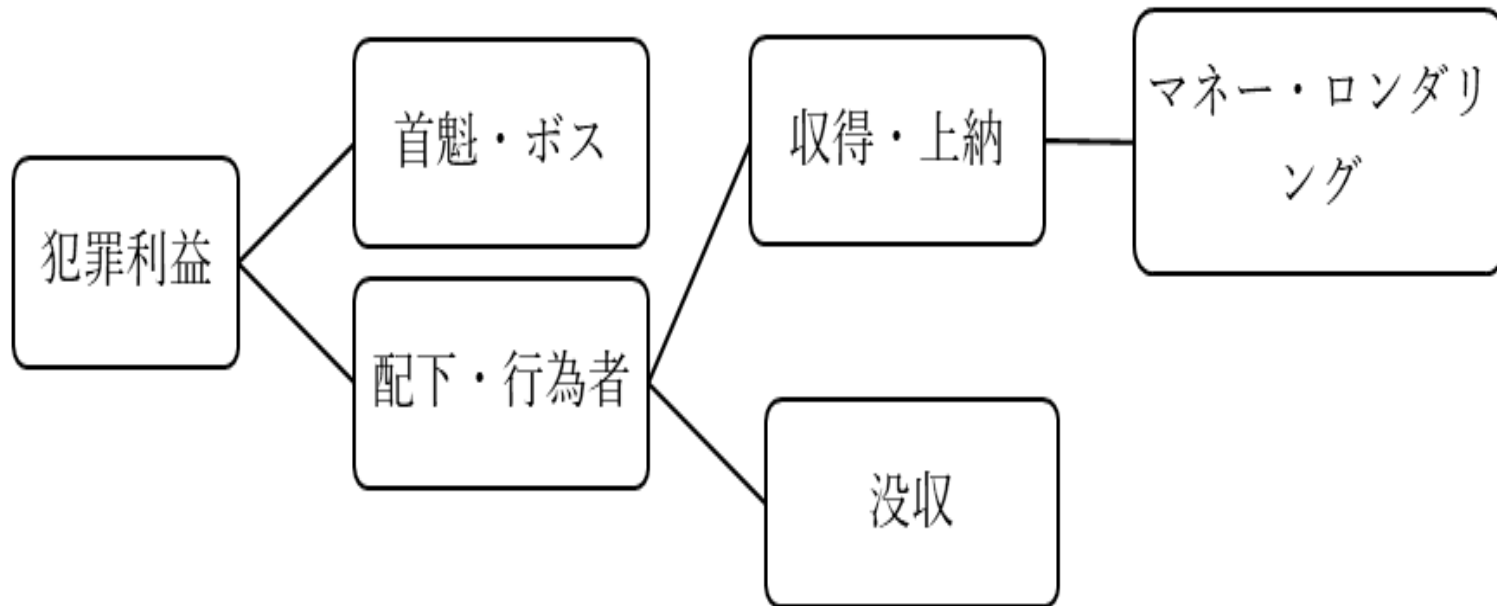 犯罪利益
首魁・ボス
配下・行為者
収得・上納
没収
マネー・ロンダリ
ング